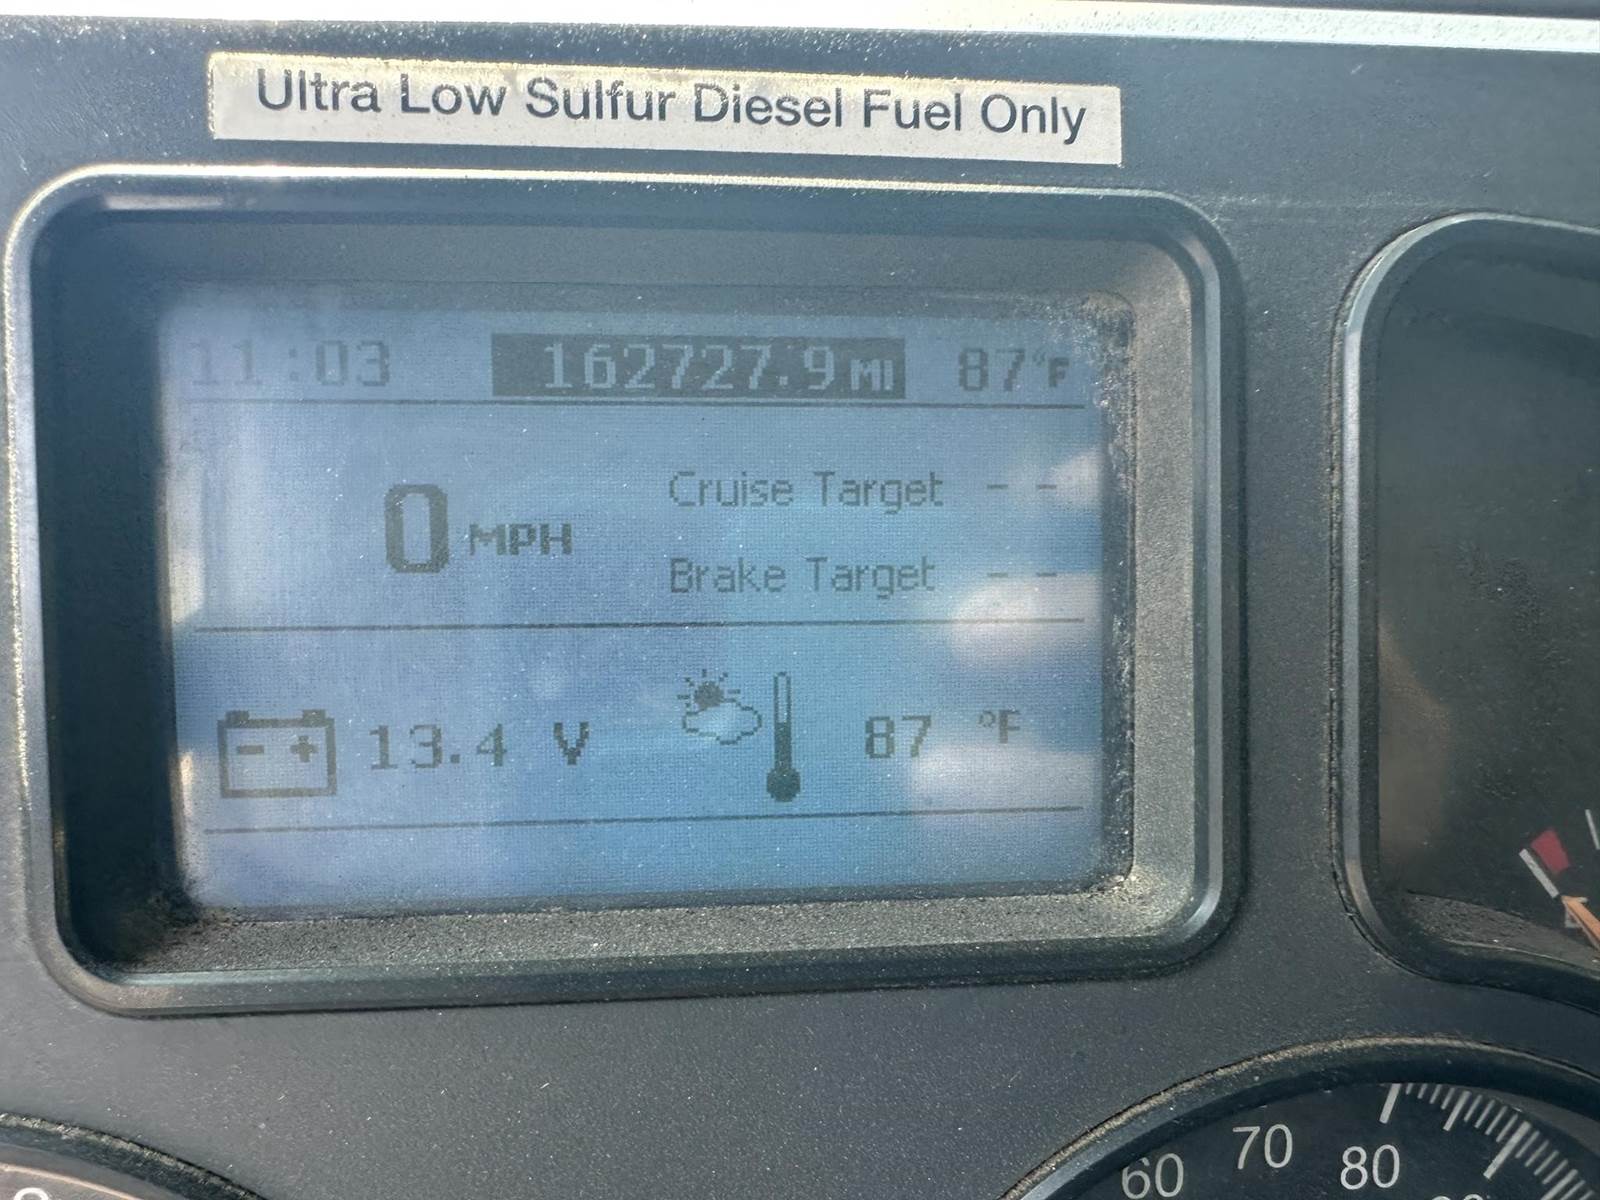 Ultra Low Sulfur Diesel Fuel Only
11:03 162727.9 MI 87°F
0 MPH
Cruise Target - -
Brake Target - -
- + 13.4 V 87 °F
60 70 80